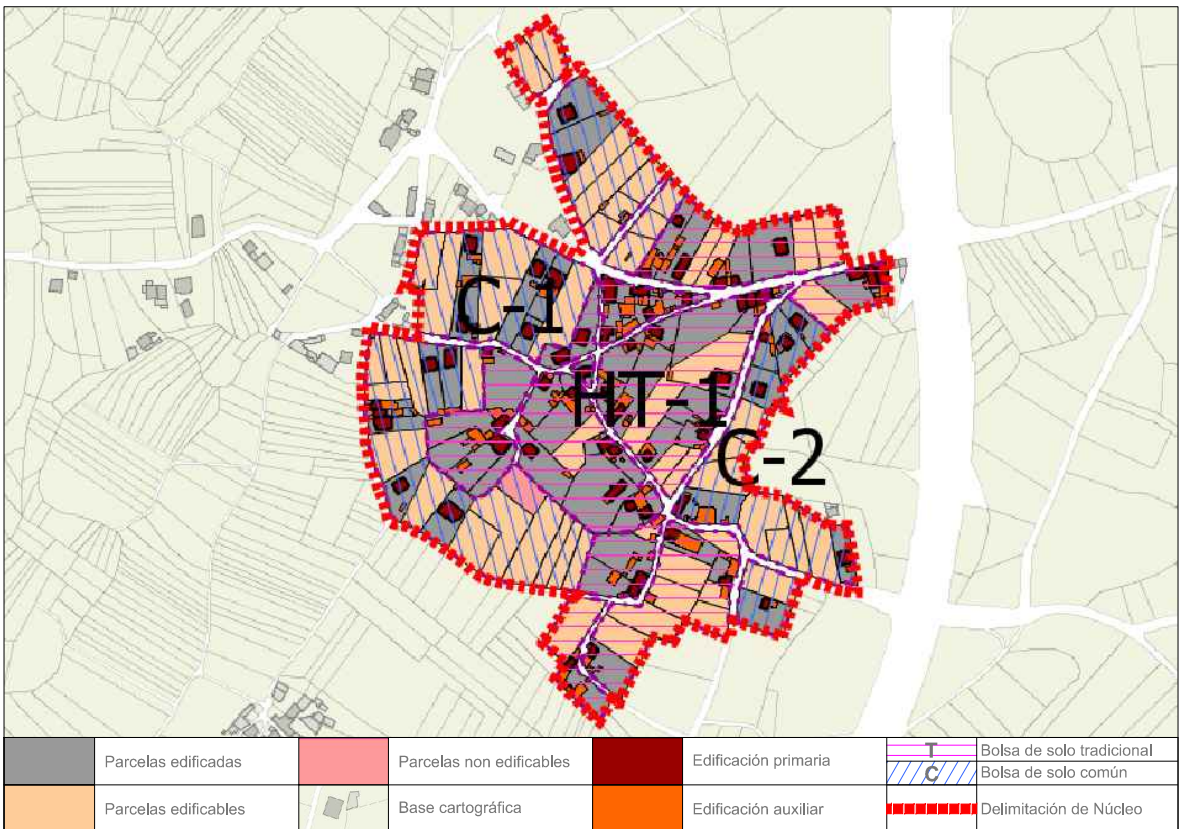 C-1
HT-1
C-2
Parcelas edificadas
Parcelas non edificables
Edificación primaria
T
Bolsa de solo tradicional
C
Bolsa de solo común
Parcelas edificables
Base cartográfica
Edificación auxiliar
Delimitación de Núcleo